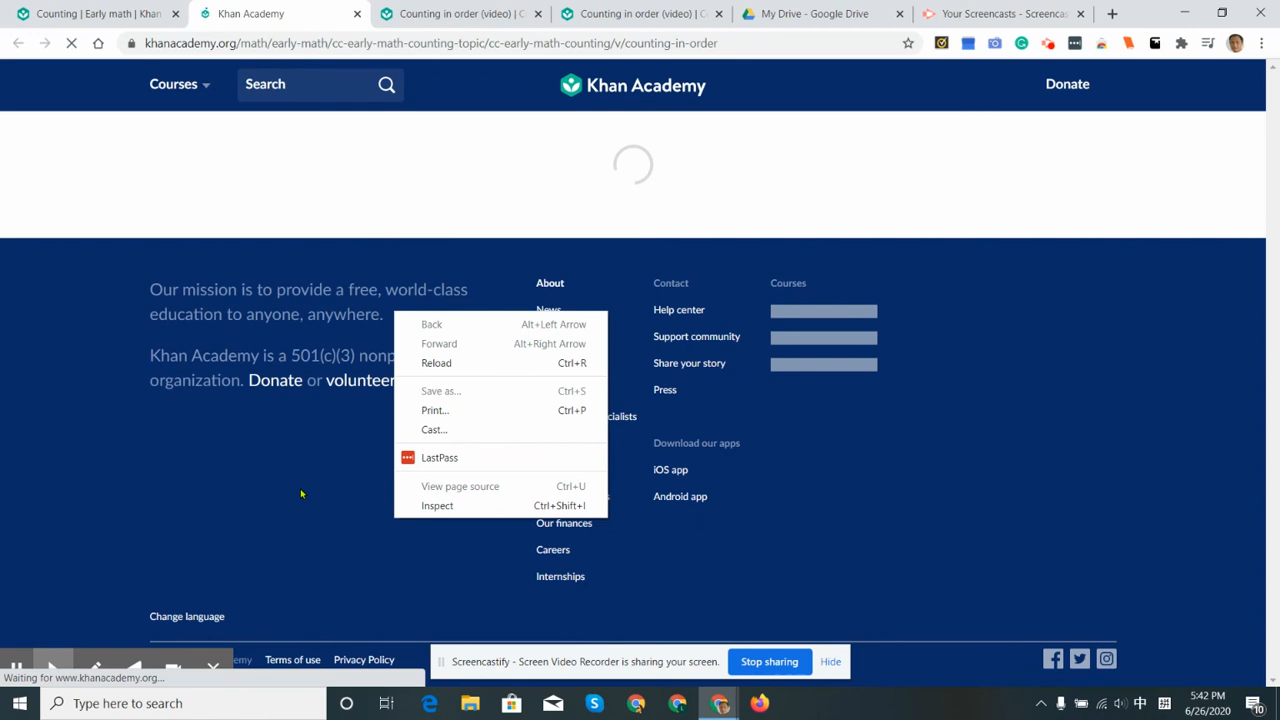 Counting | Early math | Khan
Khan Academy
Counting in order (video) | C
Counting in order (video) | C
My Drive - Google Drive
Your Screencasts - Screencas
khanacademy.org/math/early-math/cc-early-math-counting-topic/cc-early-math-counting/v/counting-in-order
Courses
Search
Khan Academy
Donate
Our mission is to provide a free, world-class
education to anyone, anywhere.
Khan Academy is a 501(c)(3) nonp
organization. Donate or volunteer
About
News
Contact
Help center
Support community
Share your story
Press
Courses
Back Alt+Left Arrow
Forward Alt+Right Arrow
Reload Ctrl+R
Save as... Ctrl+S
Print... Ctrl+P
Cast...
LastPass
View page source Ctrl+U
Inspect Ctrl+Shift+I
cialists
Our finances
Careers
Internships
Download our apps
iOS app
Android app
Change language
emy
Terms of use
Privacy Policy
Screencastify - Screen Video Recorder is sharing your screen.
Stop sharing
Hide
Waiting for www.khanacademy.org...
Type here to search
中
拼
5:42 PM
6/26/2020
10